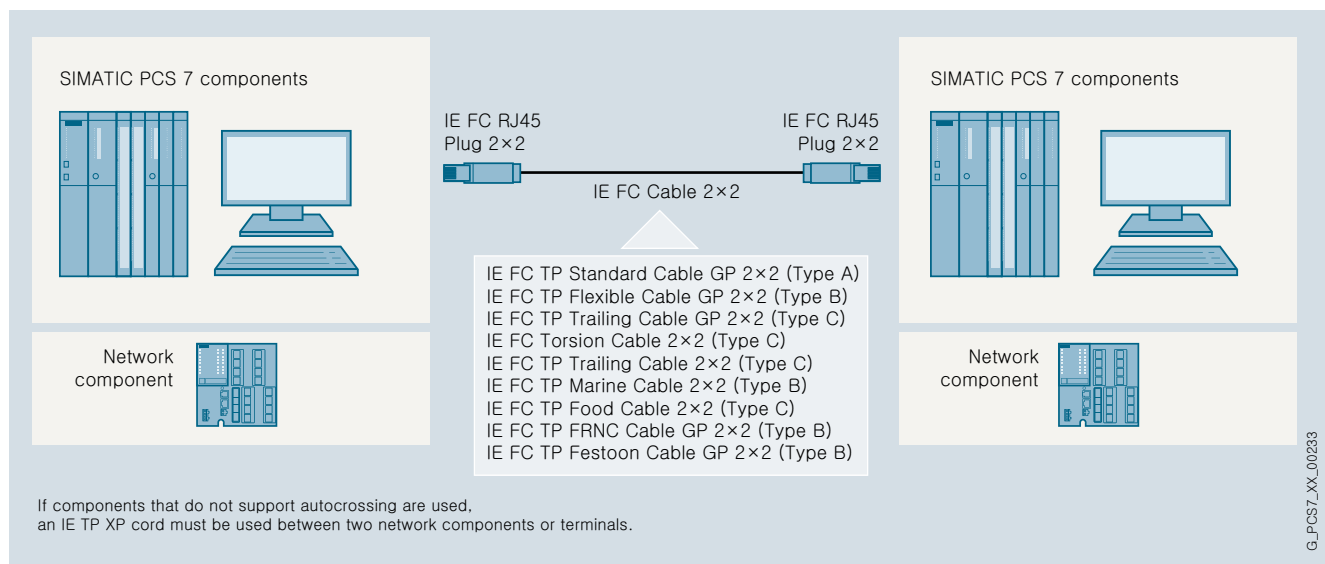 SIMATIC PCS 7 components
SIMATIC PCS 7 components
IE FC RJ45
Plug 2×2
IE FC RJ45
Plug 2×2
IE FC Cable 2×2
IE FC TP Standard Cable GP 2×2 (Type A)
IE FC TP Flexible Cable GP 2×2 (Type B)
IE FC TP Trailing Cable GP 2×2 (Type C)
IE FC Torsion Cable 2×2 (Type C)
IE FC TP Trailing Cable 2×2 (Type C)
IE FC TP Marine Cable 2×2 (Type B)
IE FC TP Food Cable 2×2 (Type C)
IE FC TP FRNC Cable GP 2×2 (Type B)
IE FC TP Festoon Cable GP 2×2 (Type B)
Network
component
Network
component
If components that do not support autocrossing are used,
an IE TP XP cord must be used between two network components or terminals.
G_PCS7_XX_00233